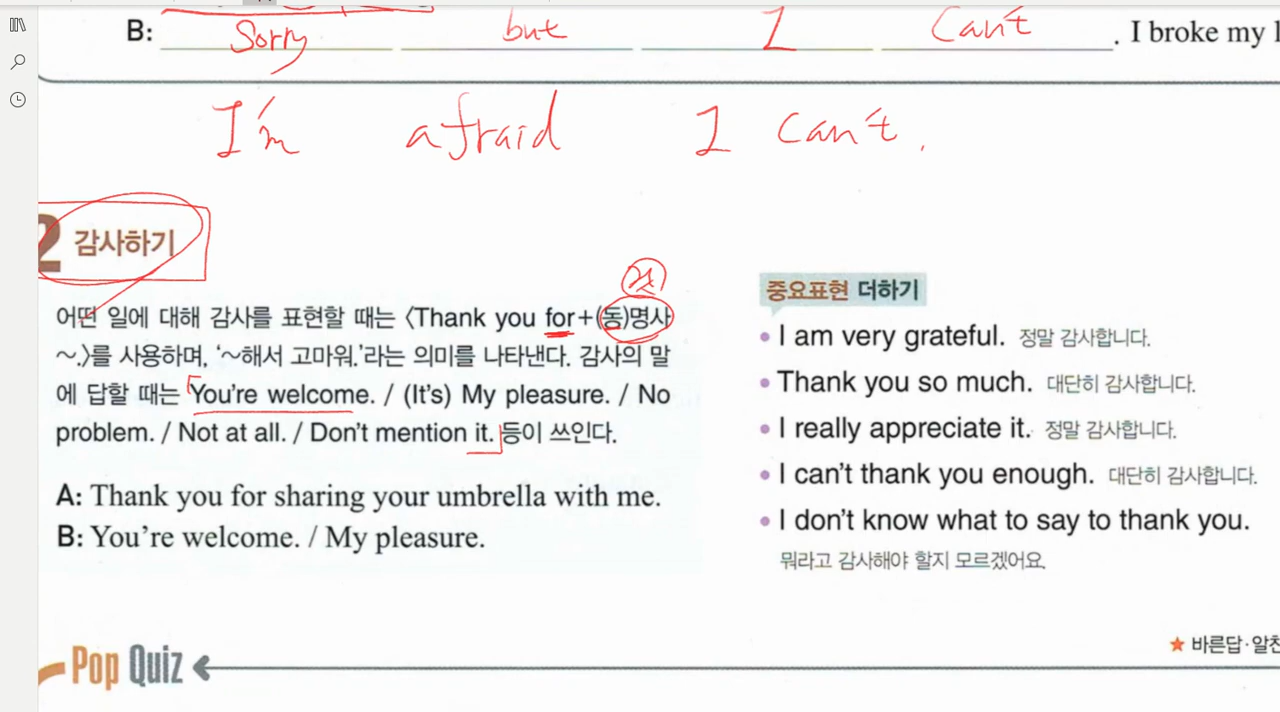 B: Sorry but I can't. I broke my l
I'm afraid I can't.
2 감사하기
것
어떤 일에 대해 감사를 표현할 때는 〈Thank you for+(동)명사
~.〉를 사용하며, '~해서 고마워.'라는 의미를 나타낸다. 감사의 말
에 답할 때는 You're welcome. / (It's) My pleasure. / No
problem. / Not at all. / Don't mention it. 등이 쓰인다.
A: Thank you for sharing your umbrella with me.
B: You're welcome. / My pleasure.
중요표현 더하기
• I am very grateful. 정말 감사합니다.
• Thank you so much. 대단히 감사합니다.
• I really appreciate it. 정말 감사합니다.
• I can't thank you enough. 대단히 감사합니다.
• I don't know what to say to thank you.
뭐라고 감사해야 할지 모르겠어요.
★ 바른답·알찬
Pop Quiz